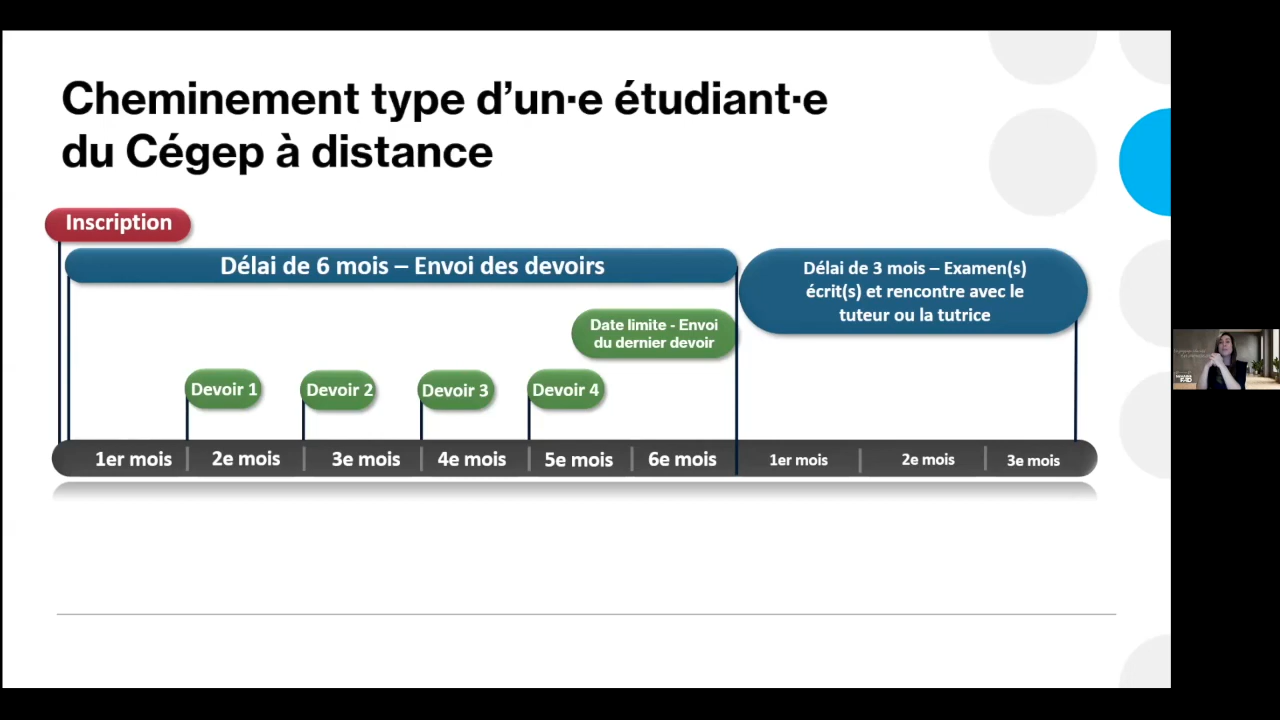 Cheminement type d’un·e étudiant·e
du Cégep à distance
Inscription
Délai de 6 mois – Envoi des devoirs
Délai de 3 mois – Examen(s)
écrit(s) et rencontre avec le
tuteur ou la tutrice
Date limite - Envoi
du dernier devoir
Devoir 1
Devoir 2
Devoir 3
Devoir 4
1er mois
2e mois
3e mois
4e mois
5e mois
6e mois
1er mois
2e mois
3e mois